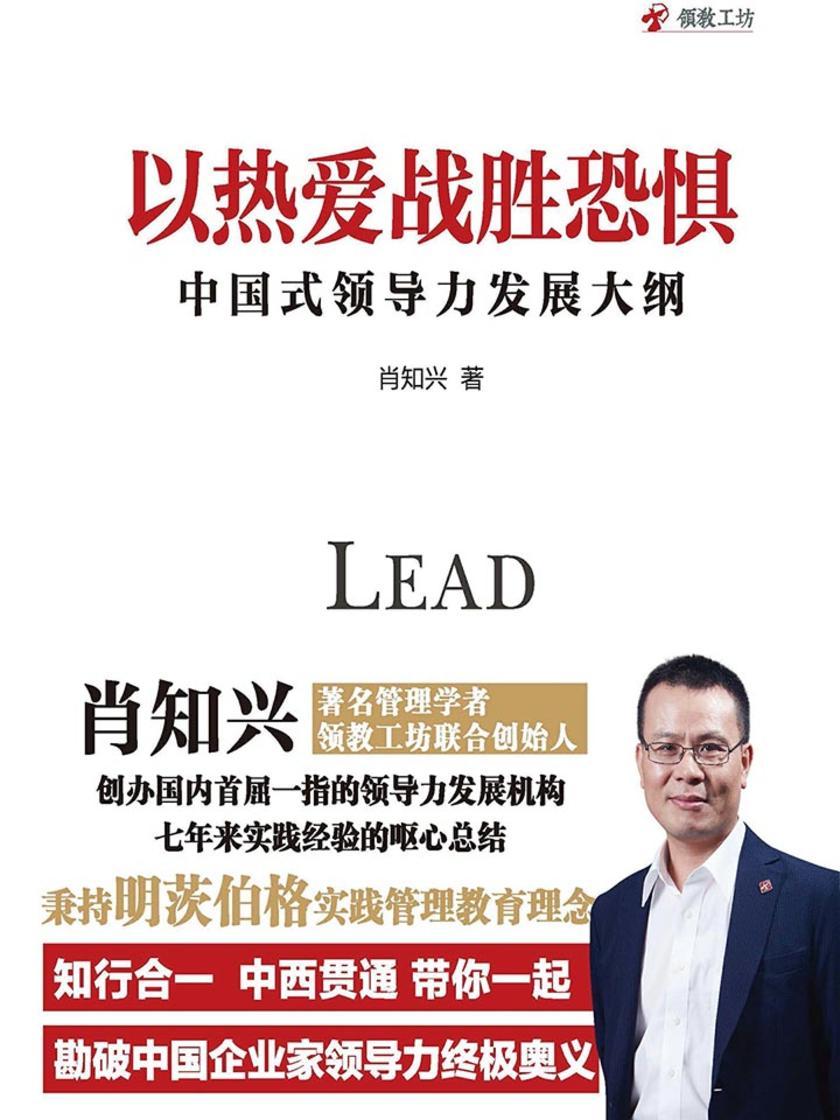 領教工坊
以热爱战胜恐惧
中国式领导力发展大纲
肖知兴 著
LEAD
肖知兴
著名管理学者
领教工坊联合创始人
创办国内首屈一指的领导力发展机构
七年来实践经验的呕心总结
秉持明茨伯格实践管理教育理念
知行合一 中西贯通 带你一起
勘破中国企业家领导力终极奥义